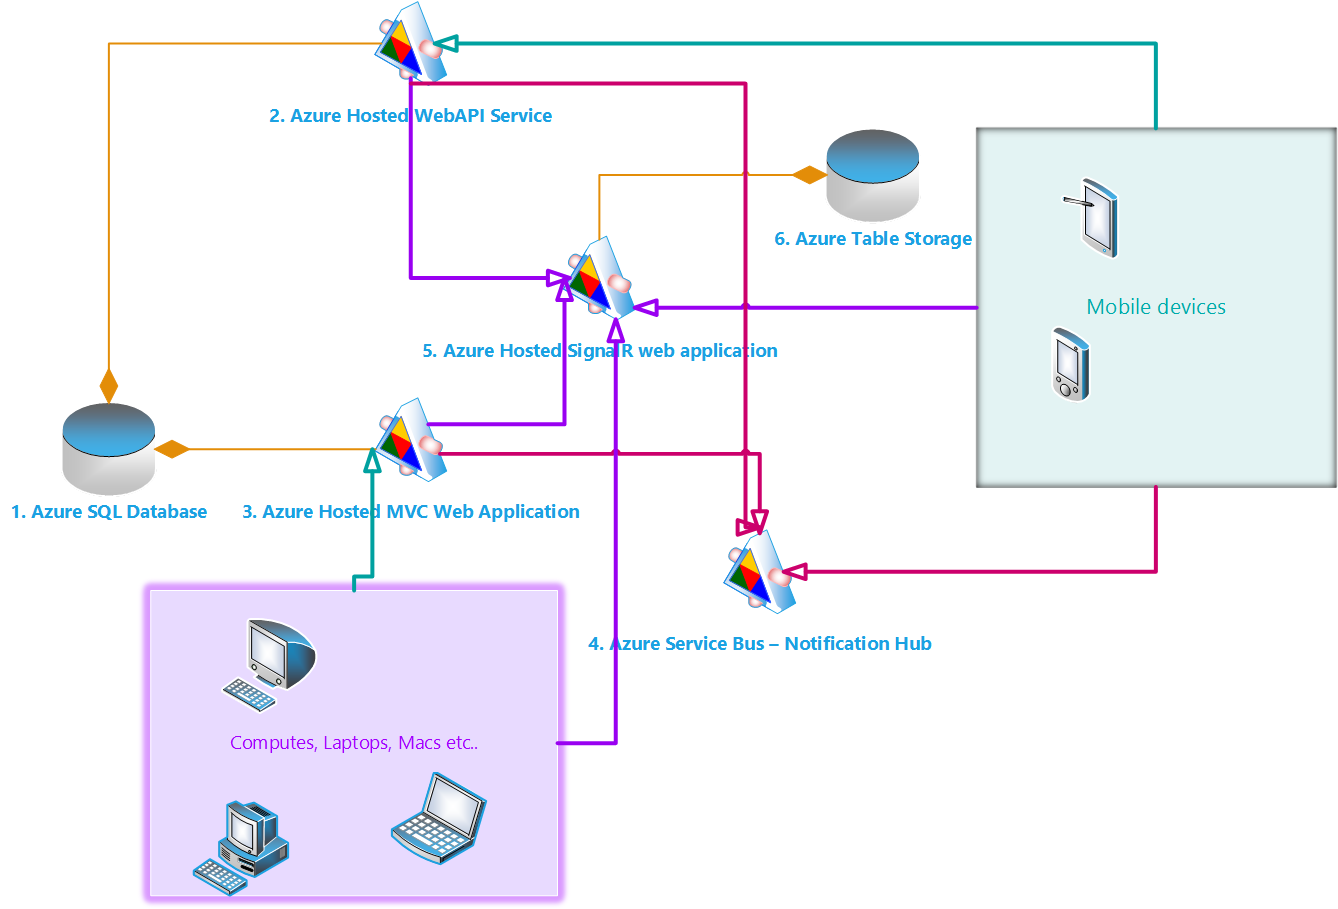 2. Azure Hosted WebAPI Service
6. Azure Table Storage
Mobile devices
5. Azure Hosted SignalR web application
1. Azure SQL Database
3. Azure Hosted MVC Web Application
4. Azure Service Bus – Notification Hub
Computes, Laptops, Macs etc..